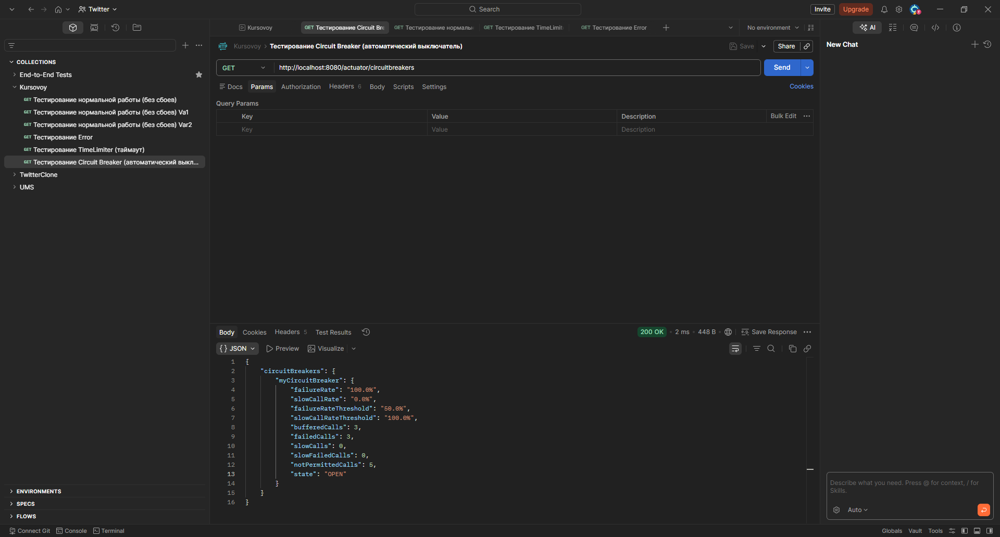 Twitter
Search
Invite
Upgrade
Kursovoy
GET Тестирование Circuit Bre
GET Тестирование нормальн
GET Тестирование TimeLimit
GET Тестирование Error
No environment
AI
COLLECTIONS
End-to-End Tests
Kursovoy
GET Тестирование нормальной работы (без сбоев)
GET Тестирование нормальной работы (без сбоев) Va1
GET Тестирование нормальной работы (без сбоев) Var2
GET Тестирование Error
GET Тестирование TimeLimiter (таймаут)
GET Тестирование Circuit Breaker (автоматический выкл...
TwitterClone
UMS
ENVIRONMENTS
SPECS
FLOWS
HTTP Kursovoy > Тестирование Circuit Breaker (автоматический выключатель)
Save
Share
GET
http://localhost:8080/actuator/circuitbreakers
Send
Docs Params Authorization Headers 6 Body Scripts Settings
Cookies
Query Params
Key Value Description Bulk Edit
Key Value Description
Body Cookies Headers 5 Test Results
200 OK • 2 ms • 448 B
e.g. Save Response
{} JSON Preview Visualize
1 {
2 "circuitBreakers": {
3 "myCircuitBreaker": {
4 "failureRate": "100.0%",
5 "slowCallRate": "0.0%",
6 "failureRateThreshold": "50.0%",
7 "slowCallRateThreshold": "100.0%",
8 "bufferedCalls": 3,
9 "failedCalls": 3,
10 "slowCalls": 0,
11 "slowFailedCalls": 0,
12 "notPermittedCalls": 5,
13 "state": "OPEN"
14 }
15 }
16 }
New Chat
Describe what you need. Press @ for context, / for
Skills.
Auto
Connect Git Console Terminal
Globals Vault Tools